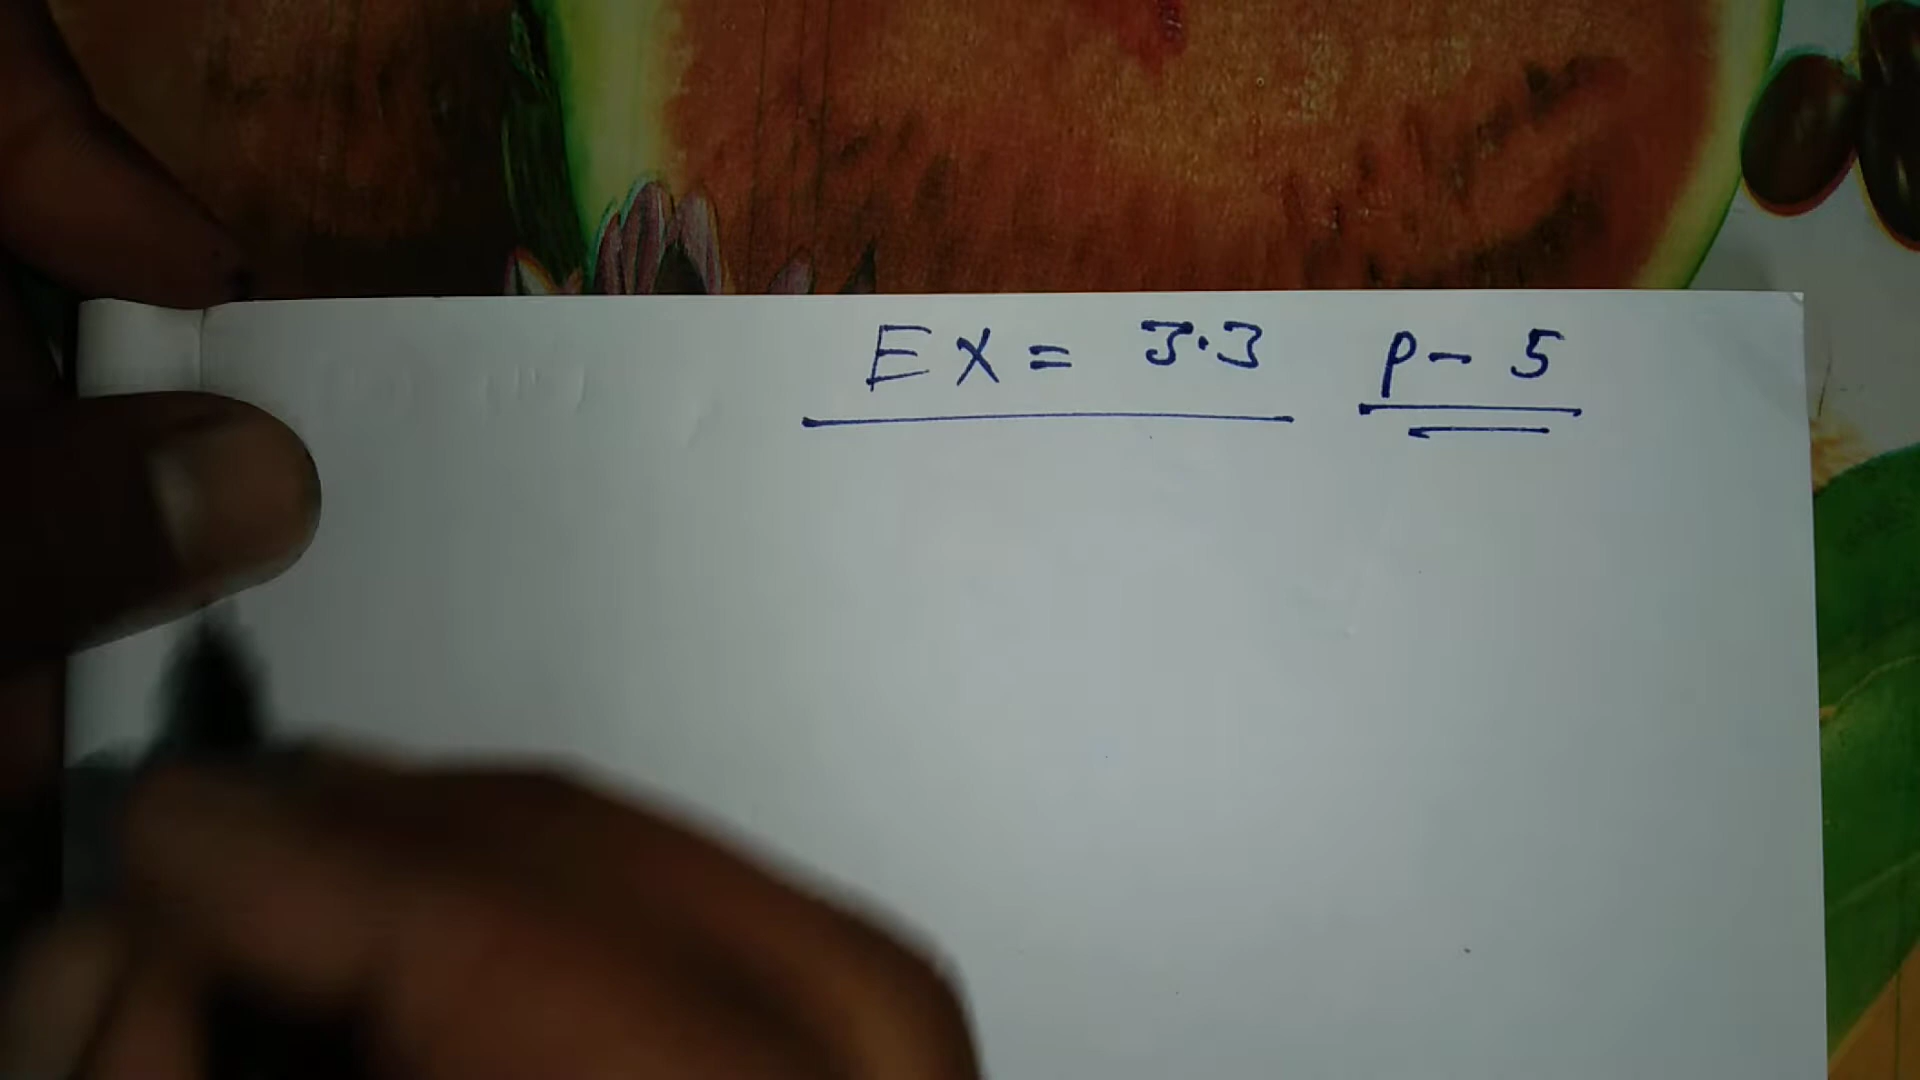 EX = 3.3 P- 5